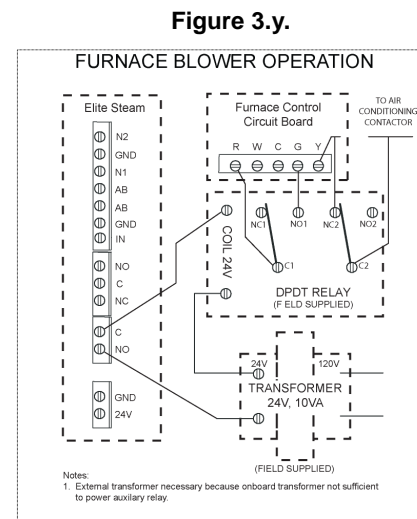 Figure 3.y.
FURNACE BLOWER OPERATION
Elite Steam
N2
GND
N1
AB
AB
GND
IN
NO
C
NC
C
NO
GND
24V
Furnace Control
Circuit Board
R W C G Y
TO AIR
CONDITIONING
CONTACTOR
COIL 24V
NC1
NO1
NC2
NO2
C1
C2
DPDT RELAY
(F ELD SUPPLIED)
24V
120V
TRANSFORMER
24V, 10VA
(FIELD SUPPLIED)
Notes:
1. External transformer necessary because onboard transformer not sufficient
to power auxilary relay.